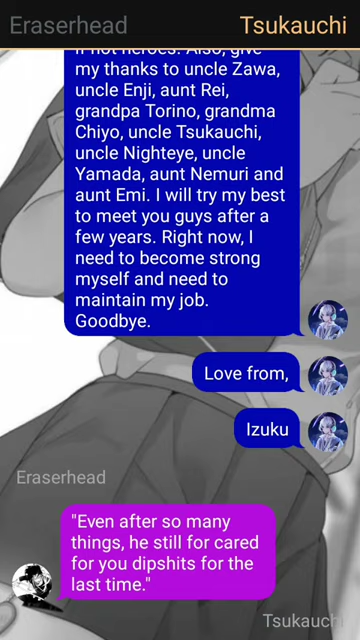 Eraserhead
Tsukauchi
If not heroes. Also, give
my thanks to uncle Zawa,
uncle Enji, aunt Rei,
grandpa Torino, grandma
Chiyo, uncle Tsukauchi,
uncle Nighteye, uncle
Yamada, aunt Nemuri and
aunt Emi. I will try my best
to meet you guys after a
few years. Right now, I
need to become strong
myself and need to
maintain my job.
Goodbye.
Love from,
Izuku
Eraserhead
"Even after so many
things, he still for cared
for you dipshits for the
last time."
Tsukauchi